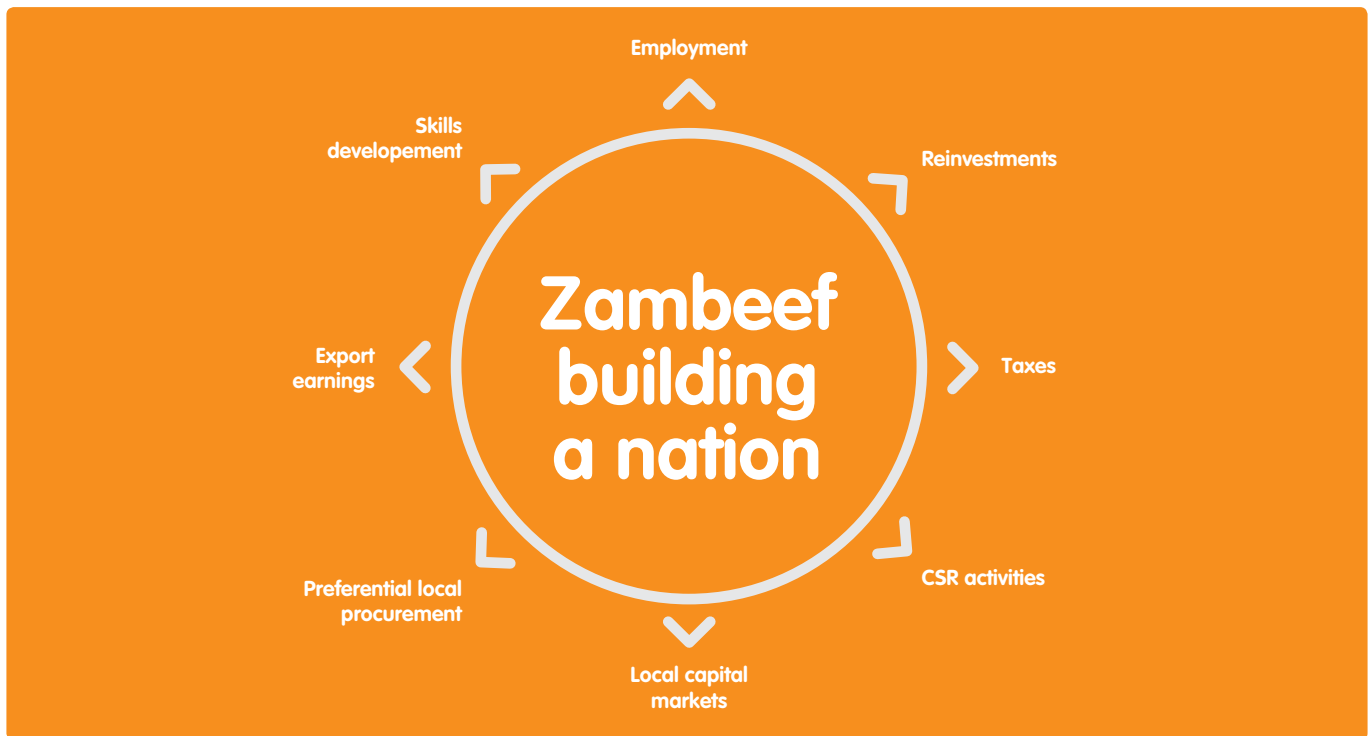 Employment
Skills
developement
Reinvestments
Zambeef
building
a nation
Export
earnings
Taxes
Preferential local
procurement
CSR activities
Local capital
markets